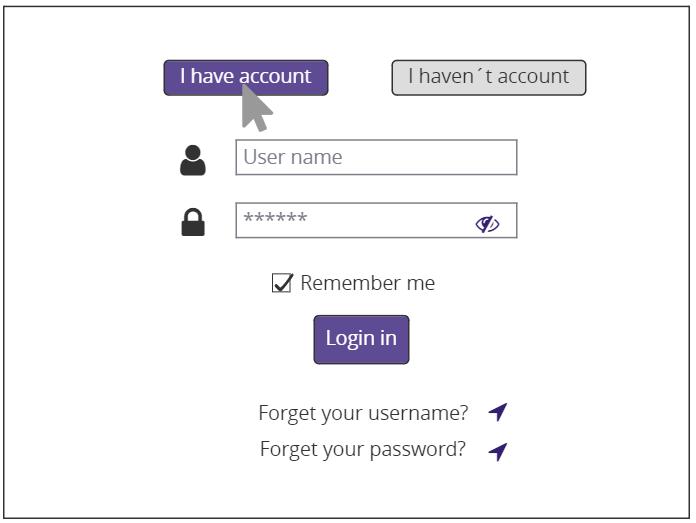 I have account
I haven´t account
User name
******
Remember me
Login in
Forget your username?
Forget your password?